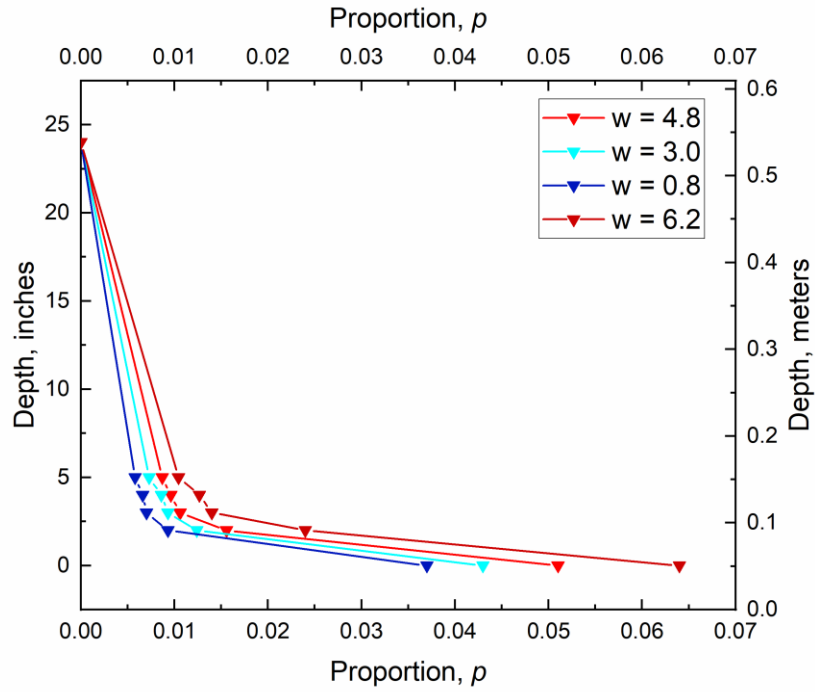 Proportion, p
0.00 0.01 0.02 0.03 0.04 0.05 0.06 0.07
w = 4.8
w = 3.0
w = 0.8
w = 6.2
Depth, inches
25
20
15
10
5
0
Depth, meters
0.6
0.5
0.4
0.3
0.2
0.1
0.0
0.00 0.01 0.02 0.03 0.04 0.05 0.06 0.07
Proportion, p